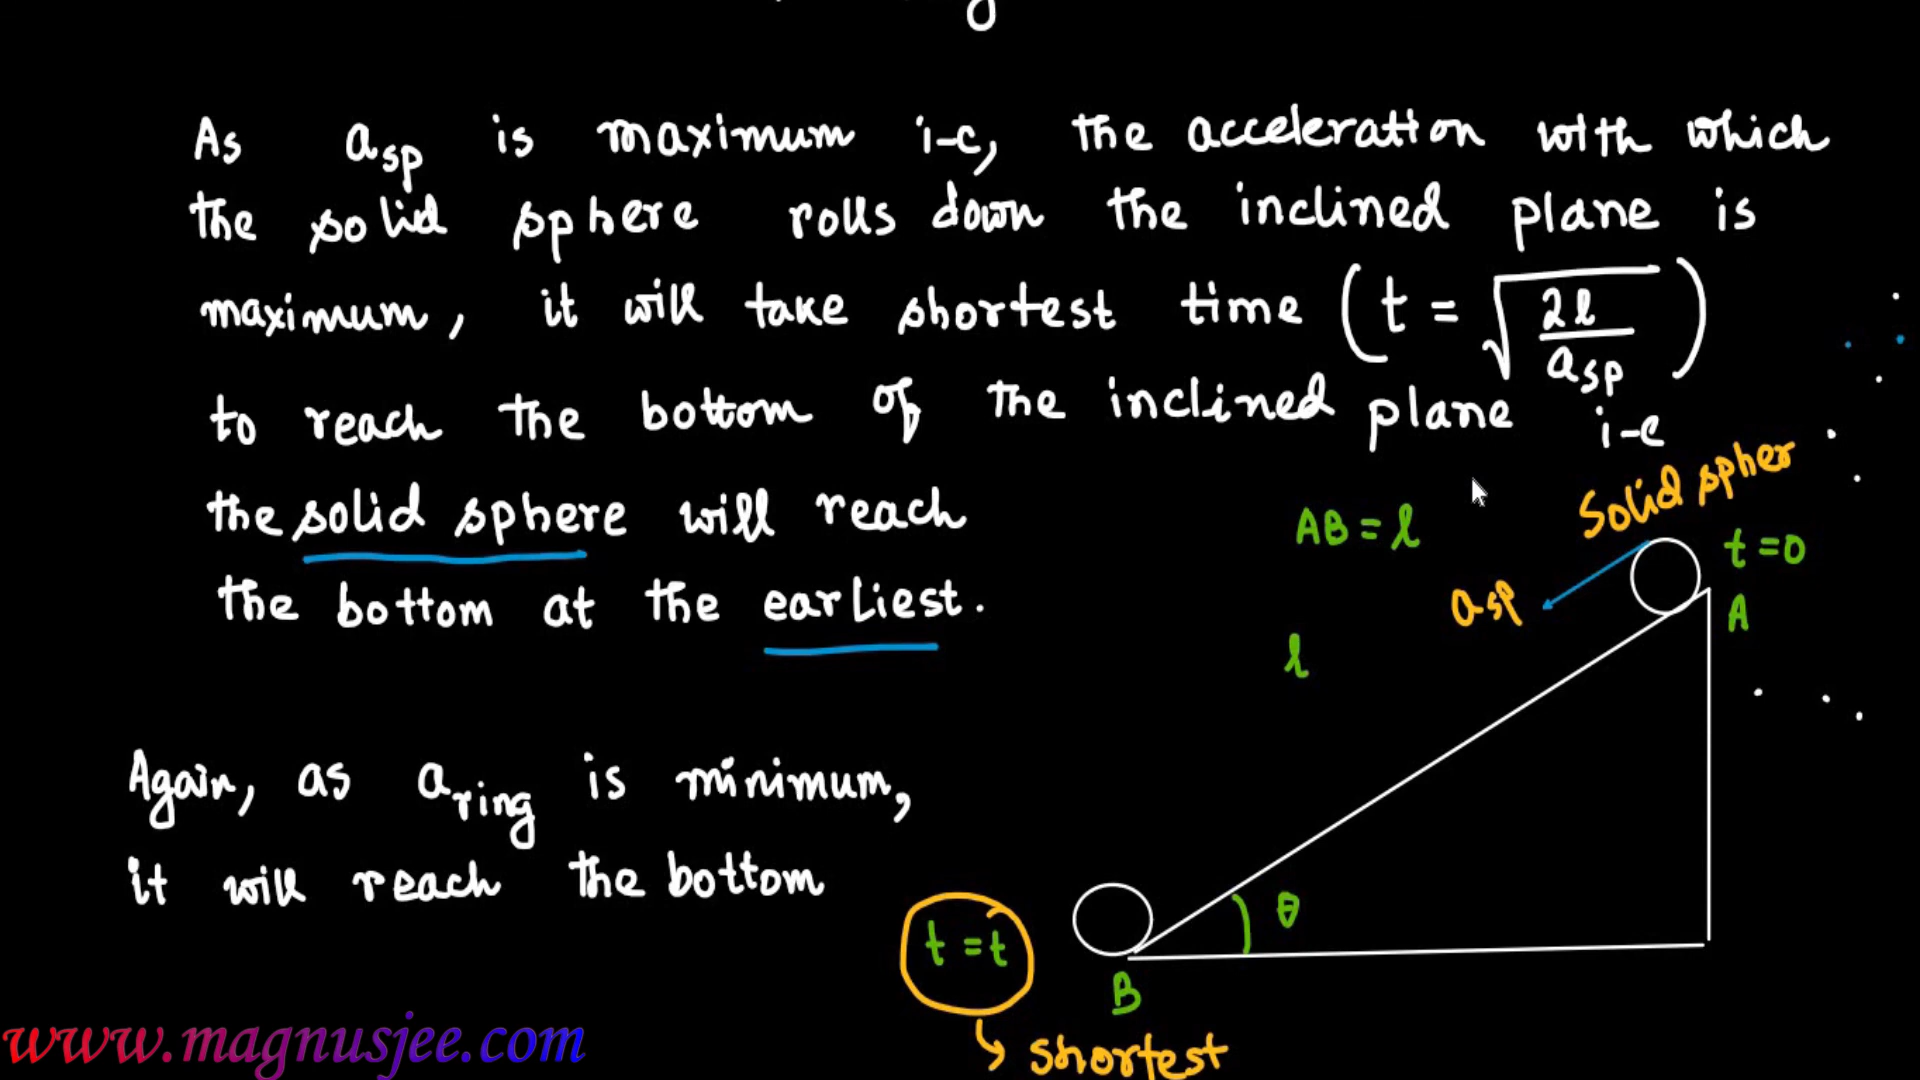 As a_sp is maximum i-e, the acceleration with which
the solid sphere rolls down the inclined plane is
maximum, it will take shortest time (t = √(2l/a_sp))
to reach the bottom of the inclined plane i-e
the solid sphere will reach
the bottom at the earliest.
AB = l
Solid spher
t = 0
a_sp
A
l
Again, as a_ring is minimum,
it will reach the bottom
θ
t = t
B
shortest
www.magnusjee.com